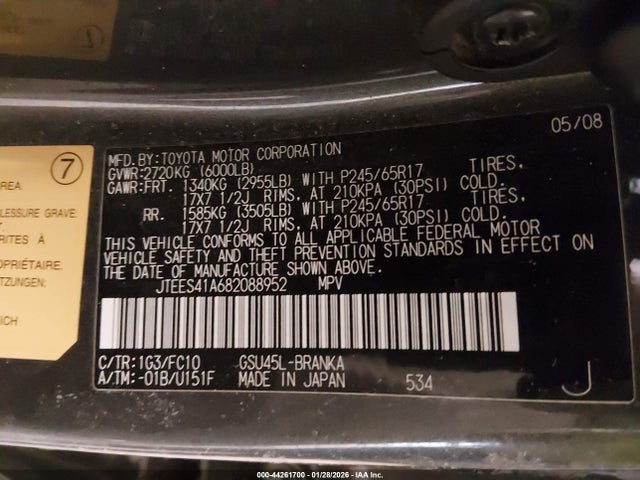 05/08
MFD. BY: TOYOTA MOTOR CORPORATION
GVWR: 2720KG (6000LB)
GAWR: FRT. 1340KG (2955LB) WITH P245/65R17 TIRES,
17X7 1/2J RIMS, AT 210KPA (30PSI) COLD.
RR. 1585KG (3505LB) WITH P245/65R17 TIRES,
17X7 1/2J RIMS, AT 210KPA (30PSI) COLD.
THIS VEHICLE CONFORMS TO ALL APPLICABLE FEDERAL MOTOR
VEHICLE SAFETY AND THEFT PREVENTION STANDARDS IN EFFECT ON
THE DATE OF MANUFACTURE SHOWN ABOVE.
JTEES41A682088952 MPV
C/TR: 1G3/FC10 GSU45L-BRANKA
A/TM: -01B/U151F MADE IN JAPAN 534 J
7
AREA.
LESSURE GRAVE
RITES À
PROPRIÉTAIRE.
TZUNGEN:
ICH
000-44261700 - 01/28/2026 - IAA Inc.